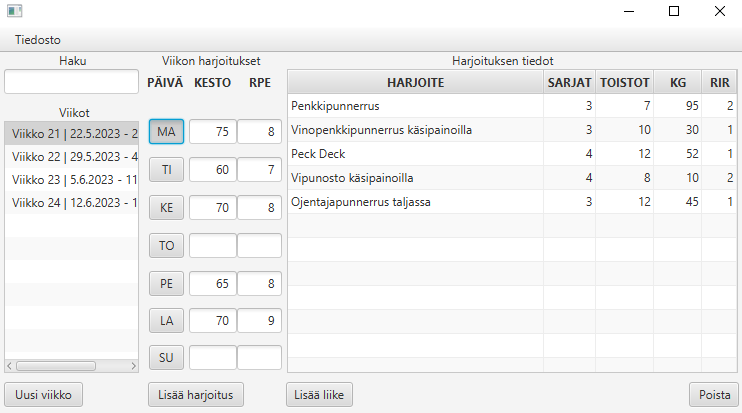 Tiedosto
Haku
Viikot
Viikko 21 | 22.5.2023 - 2
Viikko 22 | 29.5.2023 - 4
Viikko 23 | 5.6.2023 - 11
Viikko 24 | 12.6.2023 - 1
Uusi viikko
Viikon harjoitukset
PÄIVÄ KESTO RPE
MA 75 8
TI 60 7
KE 70 8
TO
PE 65 8
LA 70 9
SU
Lisää harjoitus
Harjoituksen tiedot
HARJOITE SARJAT TOISTOT KG RIR
Penkkipunnerrus 3 7 95 2
Vinopenkkipunnerrus käsipainoilla 3 10 30 1
Peck Deck 4 12 52 1
Vipunosto käsipainoilla 4 8 10 2
Ojentajapunnerrus taljassa 3 12 45 1
Lisää liike
Poista